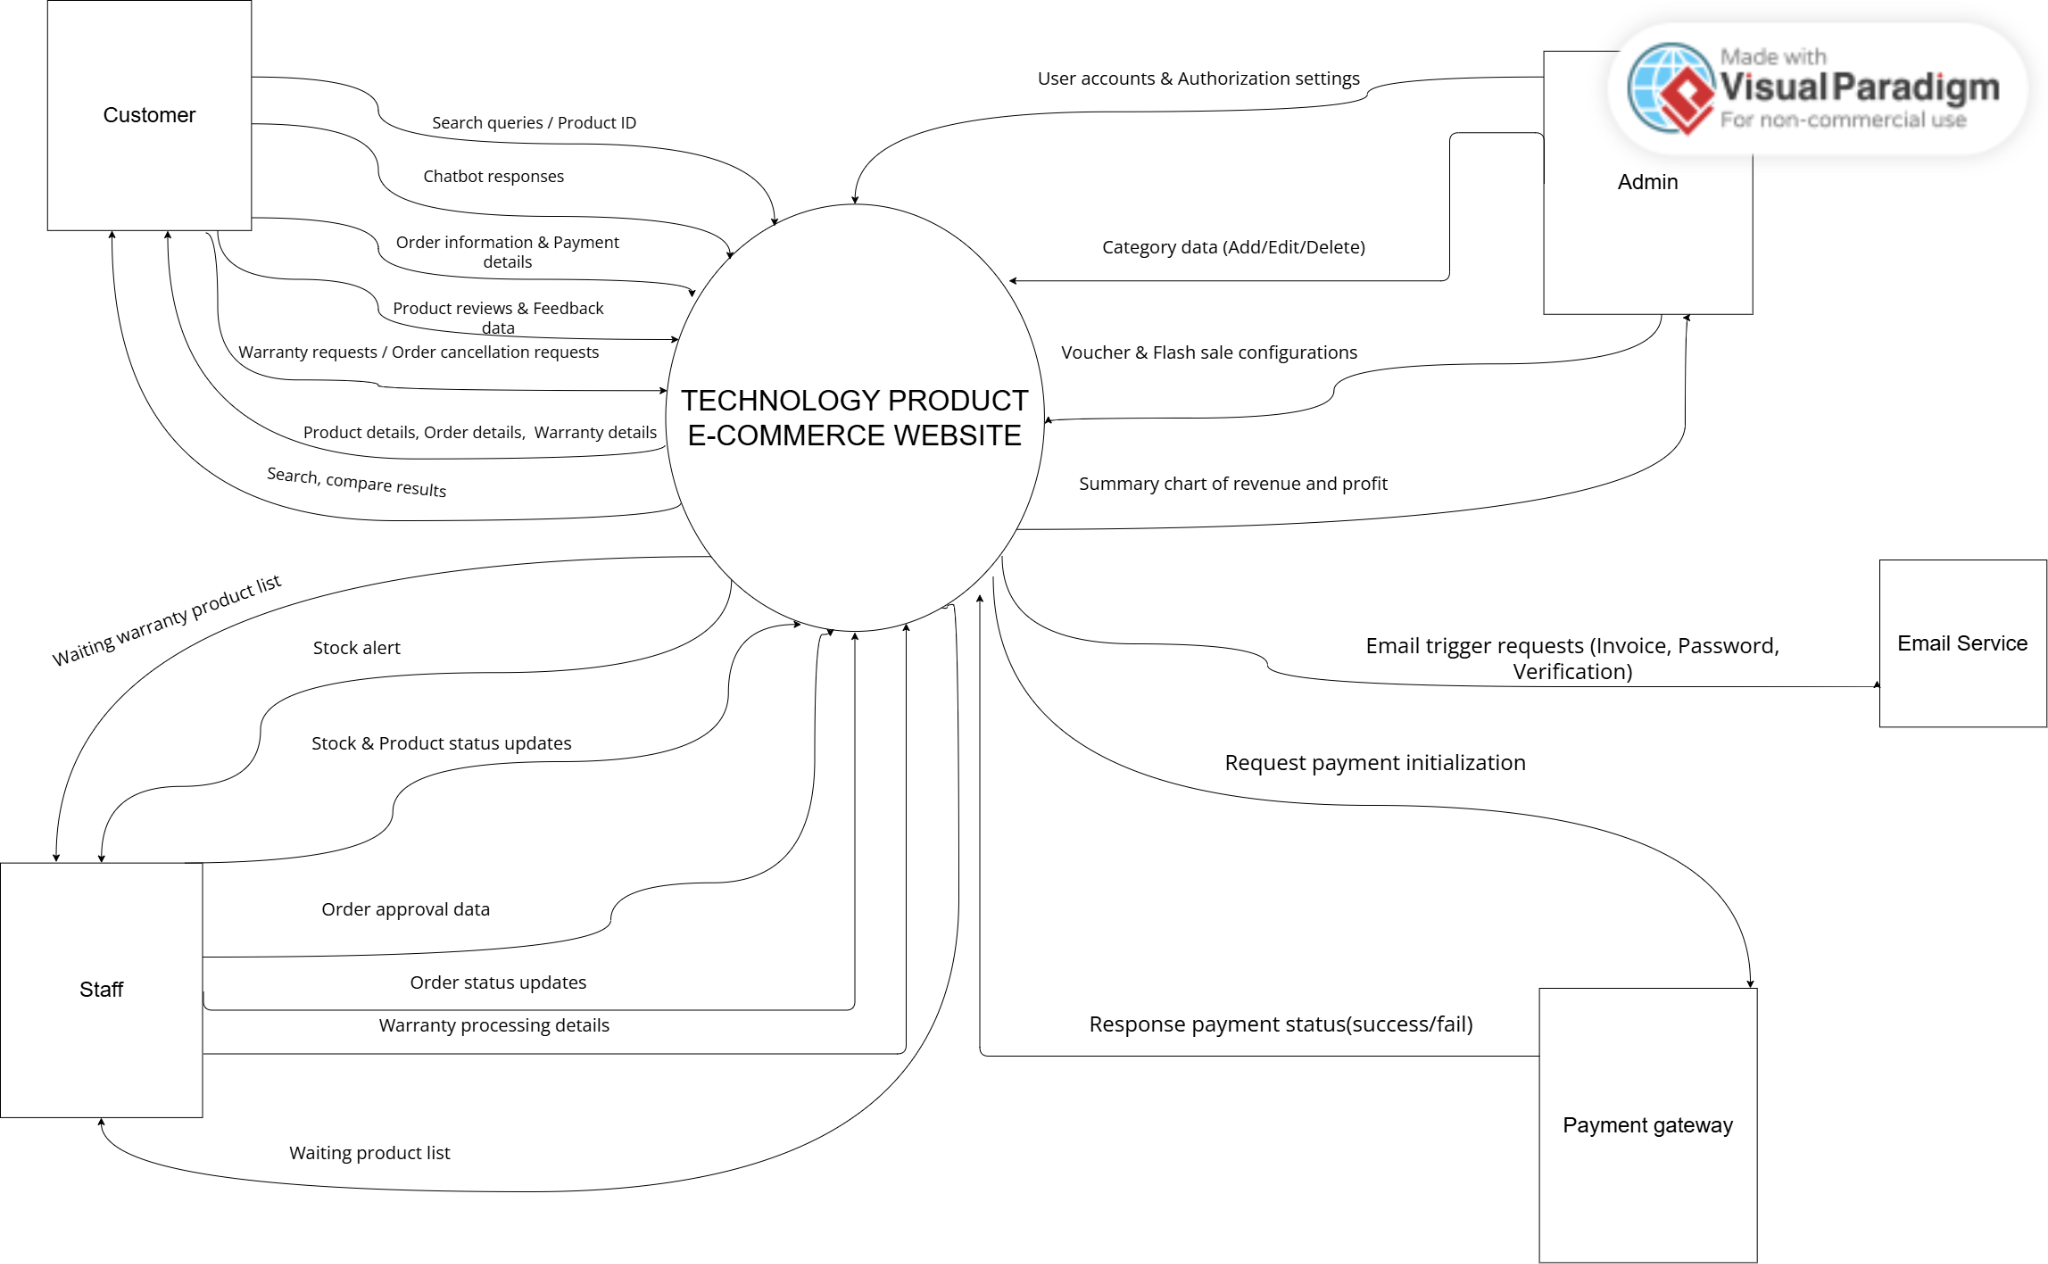 Customer
Search queries / Product ID
Chatbot responses
Order information & Payment
details
Product reviews & Feedback
data
Warranty requests / Order cancellation requests
Product details, Order details,  Warranty details
Search, compare results
User accounts & Authorization settings
Made with
Visual Paradigm
For non-commercial use
Admin
Category data (Add/Edit/Delete)
Voucher & Flash sale configurations
TECHNOLOGY PRODUCT
E-COMMERCE WEBSITE
Summary chart of revenue and profit
Waiting warranty product list
Stock alert
Stock & Product status updates
Email trigger requests (Invoice, Password,
Verification)
Email Service
Request payment initialization
Order approval data
Staff
Order status updates
Warranty processing details
Response payment status(success/fail)
Payment gateway
Waiting product list